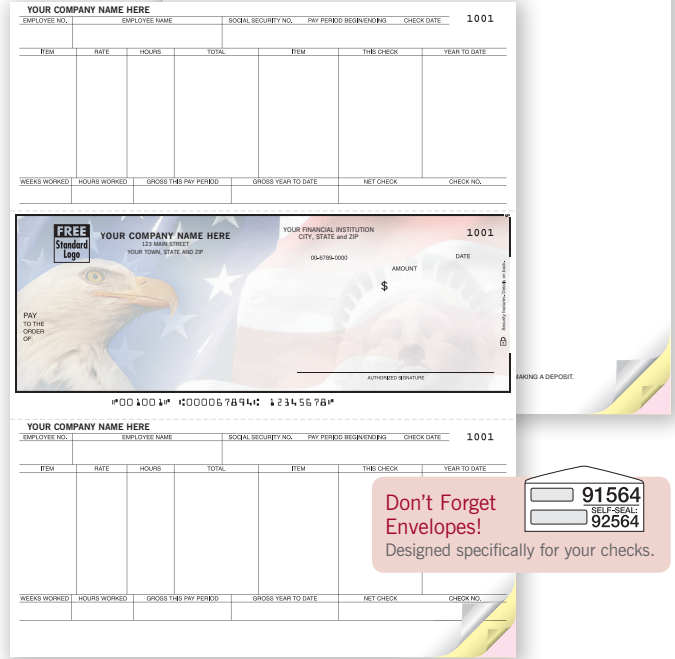 YOUR COMPANY NAME HERE
EMPLOYEE NO. EMPLOYEE NAME SOCIAL SECURITY NO. PAY PERIOD BEGIN/ENDING CHECK DATE 1001
ITEM RATE HOURS TOTAL ITEM THIS CHECK YEAR TO DATE
WEEKS WORKED HOURS WORKED GROSS THIS PAY PERIOD GROSS YEAR TO DATE NET CHECK CHECK NO.
FREE
Standard
Logo
YOUR COMPANY NAME HERE
123 MAIN STREET
YOUR TOWN, STATE AND ZIP
YOUR FINANCIAL INSTITUTION
CITY, STATE and ZIP
00-6789-0000
1001
DATE
AMOUNT
$
PAY
TO THE
ORDER
OF:
AUTHORIZED SIGNATURE
Security features. Details on back.
⑈001001⑈ ⑆000067894⑆ 12345678⑈
MAKING A DEPOSIT.
YOUR COMPANY NAME HERE
EMPLOYEE NO. EMPLOYEE NAME SOCIAL SECURITY NO. PAY PERIOD BEGIN/ENDING CHECK DATE 1001
ITEM RATE HOURS TOTAL ITEM THIS CHECK YEAR TO DATE
WEEKS WORKED HOURS WORKED GROSS THIS PAY PERIOD GROSS YEAR TO DATE NET CHECK CHECK NO.
Don't Forget
Envelopes!
Designed specifically for your checks.
91564
SELF-SEAL:
92564